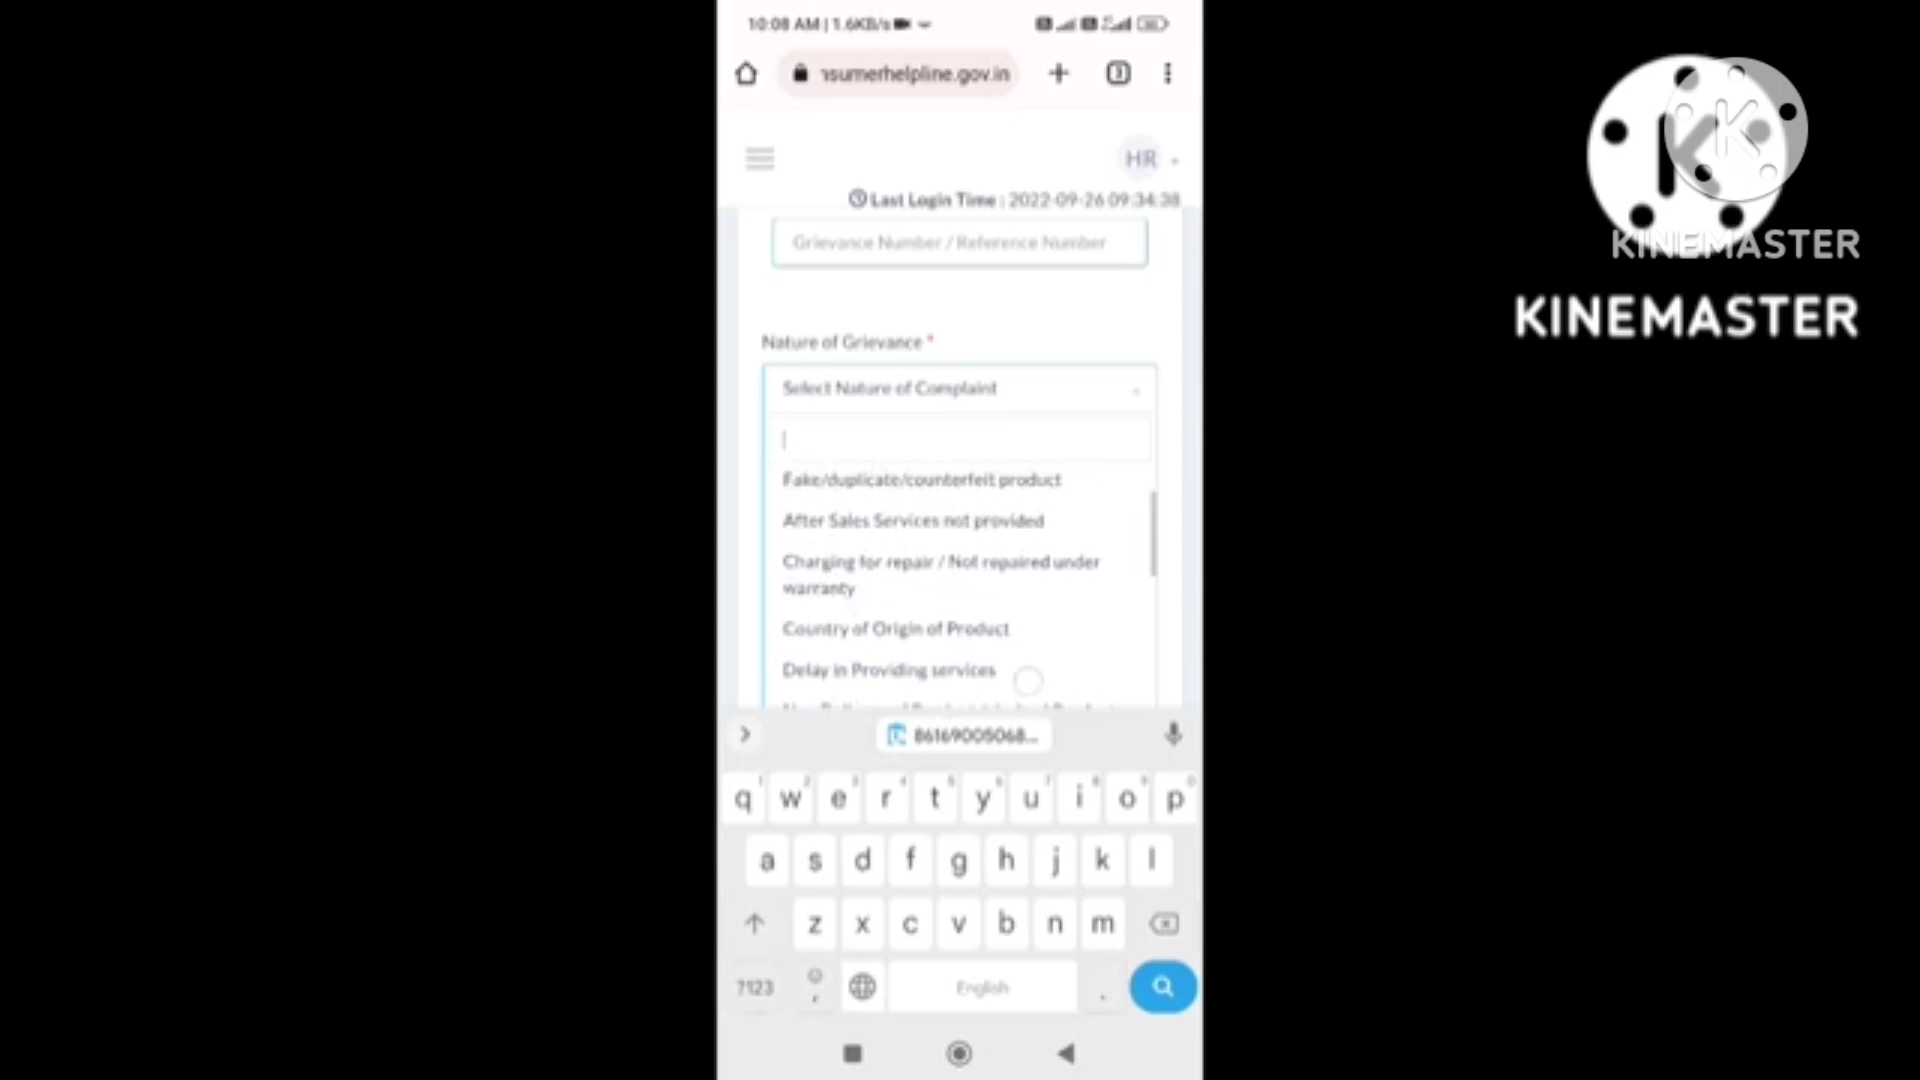 10:08 AM | 1.6KB/s
nsumerhelpline.gov.in
HR
Last Login Time : 2022-09-26 09:34:38
Grievance Number / Reference Number
Nature of Grievance *
Select Nature of Complaint
Fake/duplicate/counterfeit product
After Sales Services not provided
Charging for repair / Not repaired under
warranty
Country of Origin of Product
Delay in Providing services
86169005068...
q w e r t y u i o p
a s d f g h j k l
z x c v b n m
?123
English
.
KINEMASTER
KINEMASTER